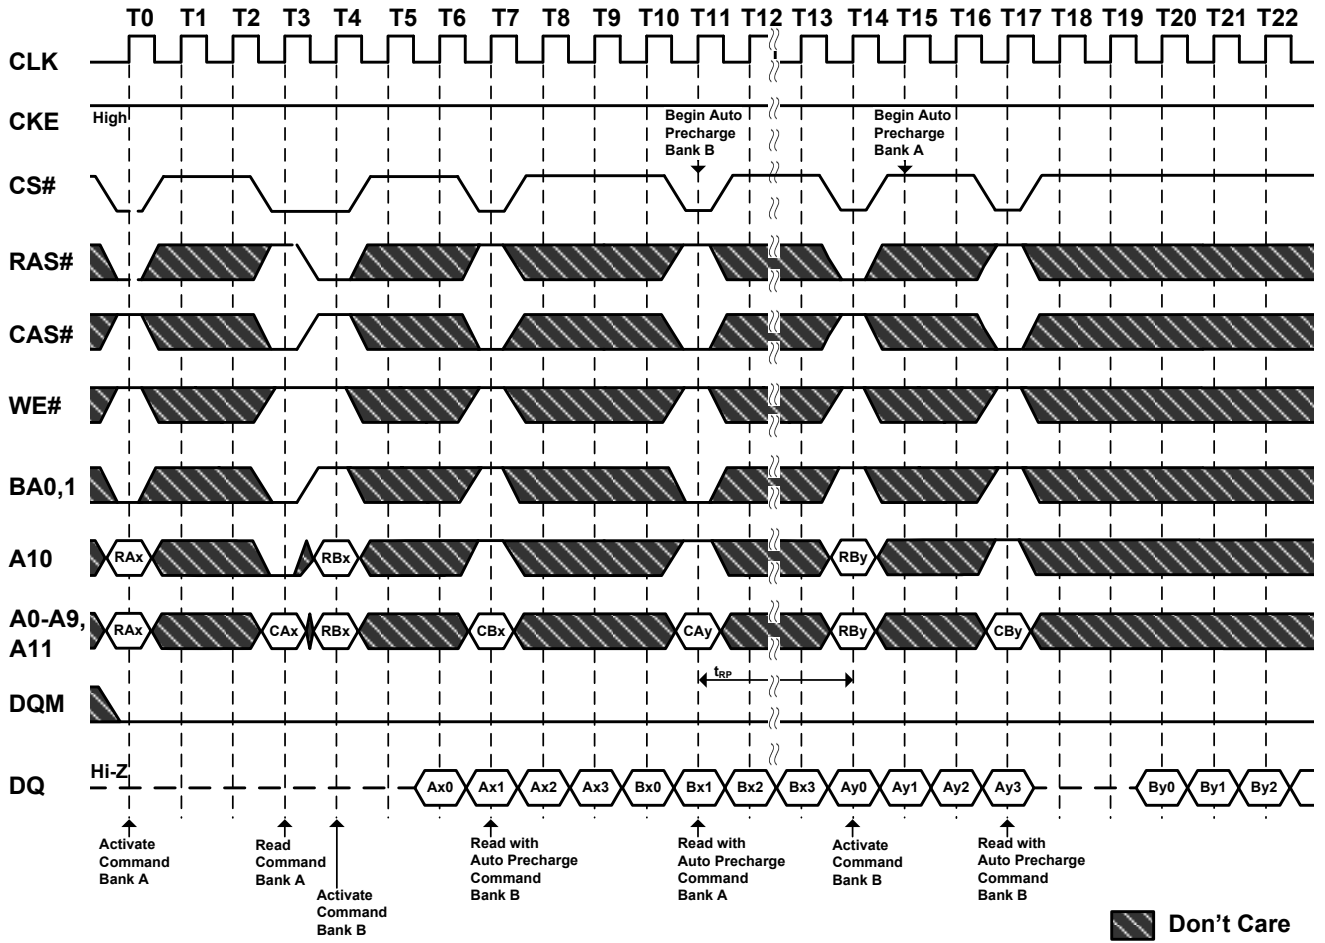 T0 T1 T2 T3 T4 T5 T6 T7 T8 T9 T10 T11 T12 T13 T14 T15 T16 T17 T18 T19 T20 T21 T22
CLK
CKE
High
Begin Auto
Precharge
Bank B
Begin Auto
Precharge
Bank A
CS#
RAS#
CAS#
WE#
BA0,1
A10
RAx RBx RBy
A0-A9,
A11
RAx CAx RBx CBx CAy RBy CBy
tRP
DQM
Hi-Z
DQ
Ax0 Ax1 Ax2 Ax3 Bx0 Bx1 Bx2 Bx3 Ay0 Ay1 Ay2 Ay3 By0 By1 By2
Activate
Command
Bank A
Read
Command
Bank A
Activate
Command
Bank B
Read with
Auto Precharge
Command
Bank B
Read with
Auto Precharge
Command
Bank A
Activate
Command
Bank B
Read with
Auto Precharge
Command
Bank B
Don't Care